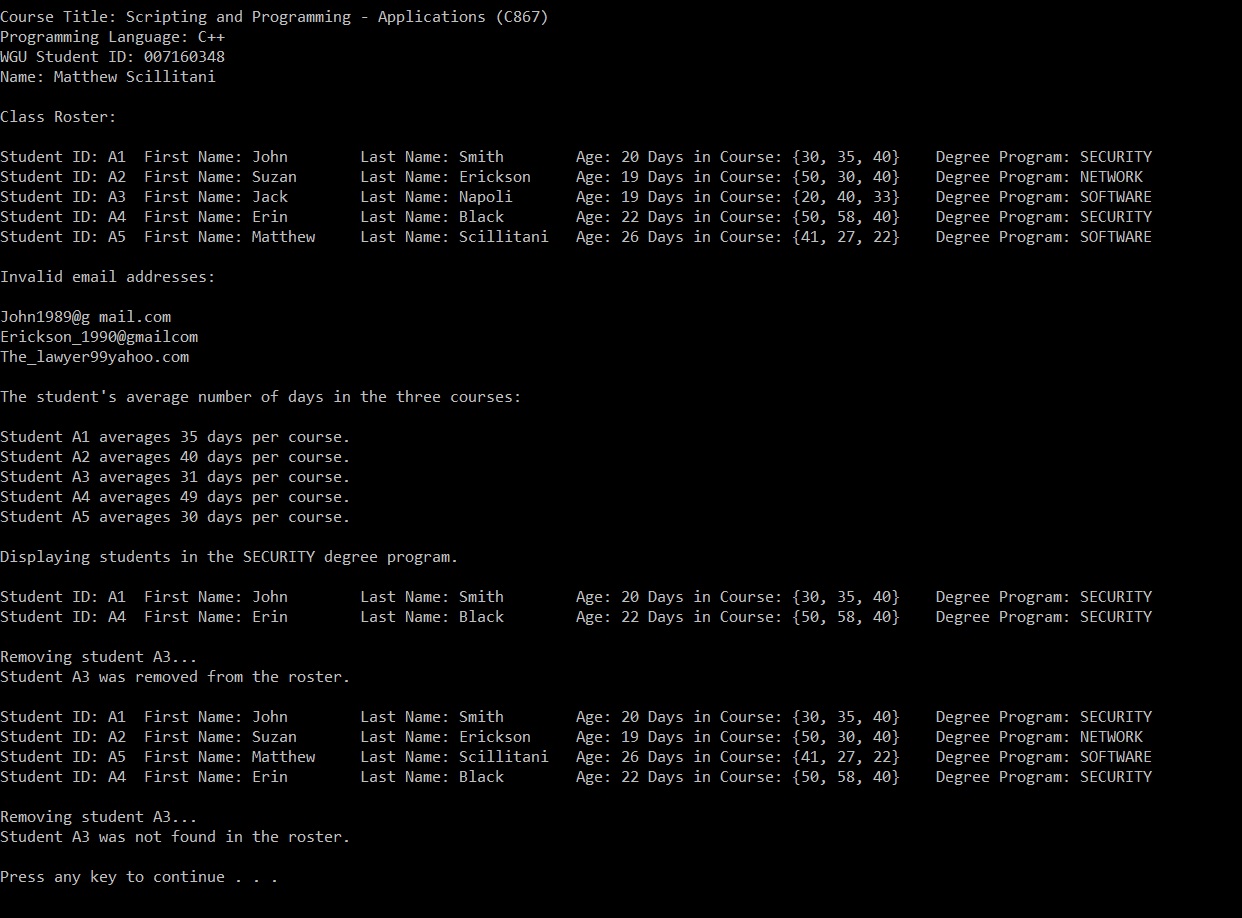 Course Title: Scripting and Programming - Applications (C867)
Programming Language: C++
WGU Student ID: 007160348
Name: Matthew Scillitani
Class Roster:
Student ID: A1  First Name: John        Last Name: Smith        Age: 20 Days in Course: {30, 35, 40}    Degree Program: SECURITY
Student ID: A2  First Name: Suzan       Last Name: Erickson     Age: 19 Days in Course: {50, 30, 40}    Degree Program: NETWORK
Student ID: A3  First Name: Jack        Last Name: Napoli       Age: 19 Days in Course: {20, 40, 33}    Degree Program: SOFTWARE
Student ID: A4  First Name: Erin        Last Name: Black        Age: 22 Days in Course: {50, 58, 40}    Degree Program: SECURITY
Student ID: A5  First Name: Matthew     Last Name: Scillitani   Age: 26 Days in Course: {41, 27, 22}    Degree Program: SOFTWARE
Invalid email addresses:
John1989@g mail.com
Erickson_1990@gmailcom
The_lawyer99yahoo.com
The student's average number of days in the three courses:
Student A1 averages 35 days per course.
Student A2 averages 40 days per course.
Student A3 averages 31 days per course.
Student A4 averages 49 days per course.
Student A5 averages 30 days per course.
Displaying students in the SECURITY degree program.
Student ID: A1  First Name: John        Last Name: Smith        Age: 20 Days in Course: {30, 35, 40}    Degree Program: SECURITY
Student ID: A4  First Name: Erin        Last Name: Black        Age: 22 Days in Course: {50, 58, 40}    Degree Program: SECURITY
Removing student A3...
Student A3 was removed from the roster.
Student ID: A1  First Name: John        Last Name: Smith        Age: 20 Days in Course: {30, 35, 40}    Degree Program: SECURITY
Student ID: A2  First Name: Suzan       Last Name: Erickson     Age: 19 Days in Course: {50, 30, 40}    Degree Program: NETWORK
Student ID: A5  First Name: Matthew     Last Name: Scillitani   Age: 26 Days in Course: {41, 27, 22}    Degree Program: SOFTWARE
Student ID: A4  First Name: Erin        Last Name: Black        Age: 22 Days in Course: {50, 58, 40}    Degree Program: SECURITY
Removing student A3...
Student A3 was not found in the roster.
Press any key to continue . . .